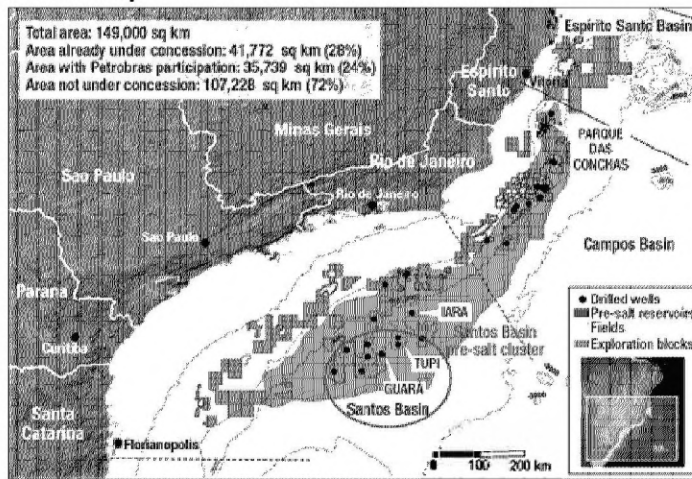 Total area: 149,000 sq km
Area already under concession: 41,772 sq km (28%)
Area with Petrobras participation: 35,739 sq km (24%)
Area not under concession: 107,228 sq km (72%)
Espirito Santo Basin
Espirito
Santo
Vitoria
Minas Gerais
PARQUE
DAS
CONCHAS
Rio de Janeiro
Sao Paulo
Rio de Janeiro
Sao Paulo
Campos Basin
Parana
Drilled wells
Pre-salt reservoirs
Fields
Exploration blocks
IARA
Santos Basin
pre-salt cluster
Curitiba
TUPI
GUARA
Santos Basin
Santa
Catarina
Florianopolis
0 100 200 km